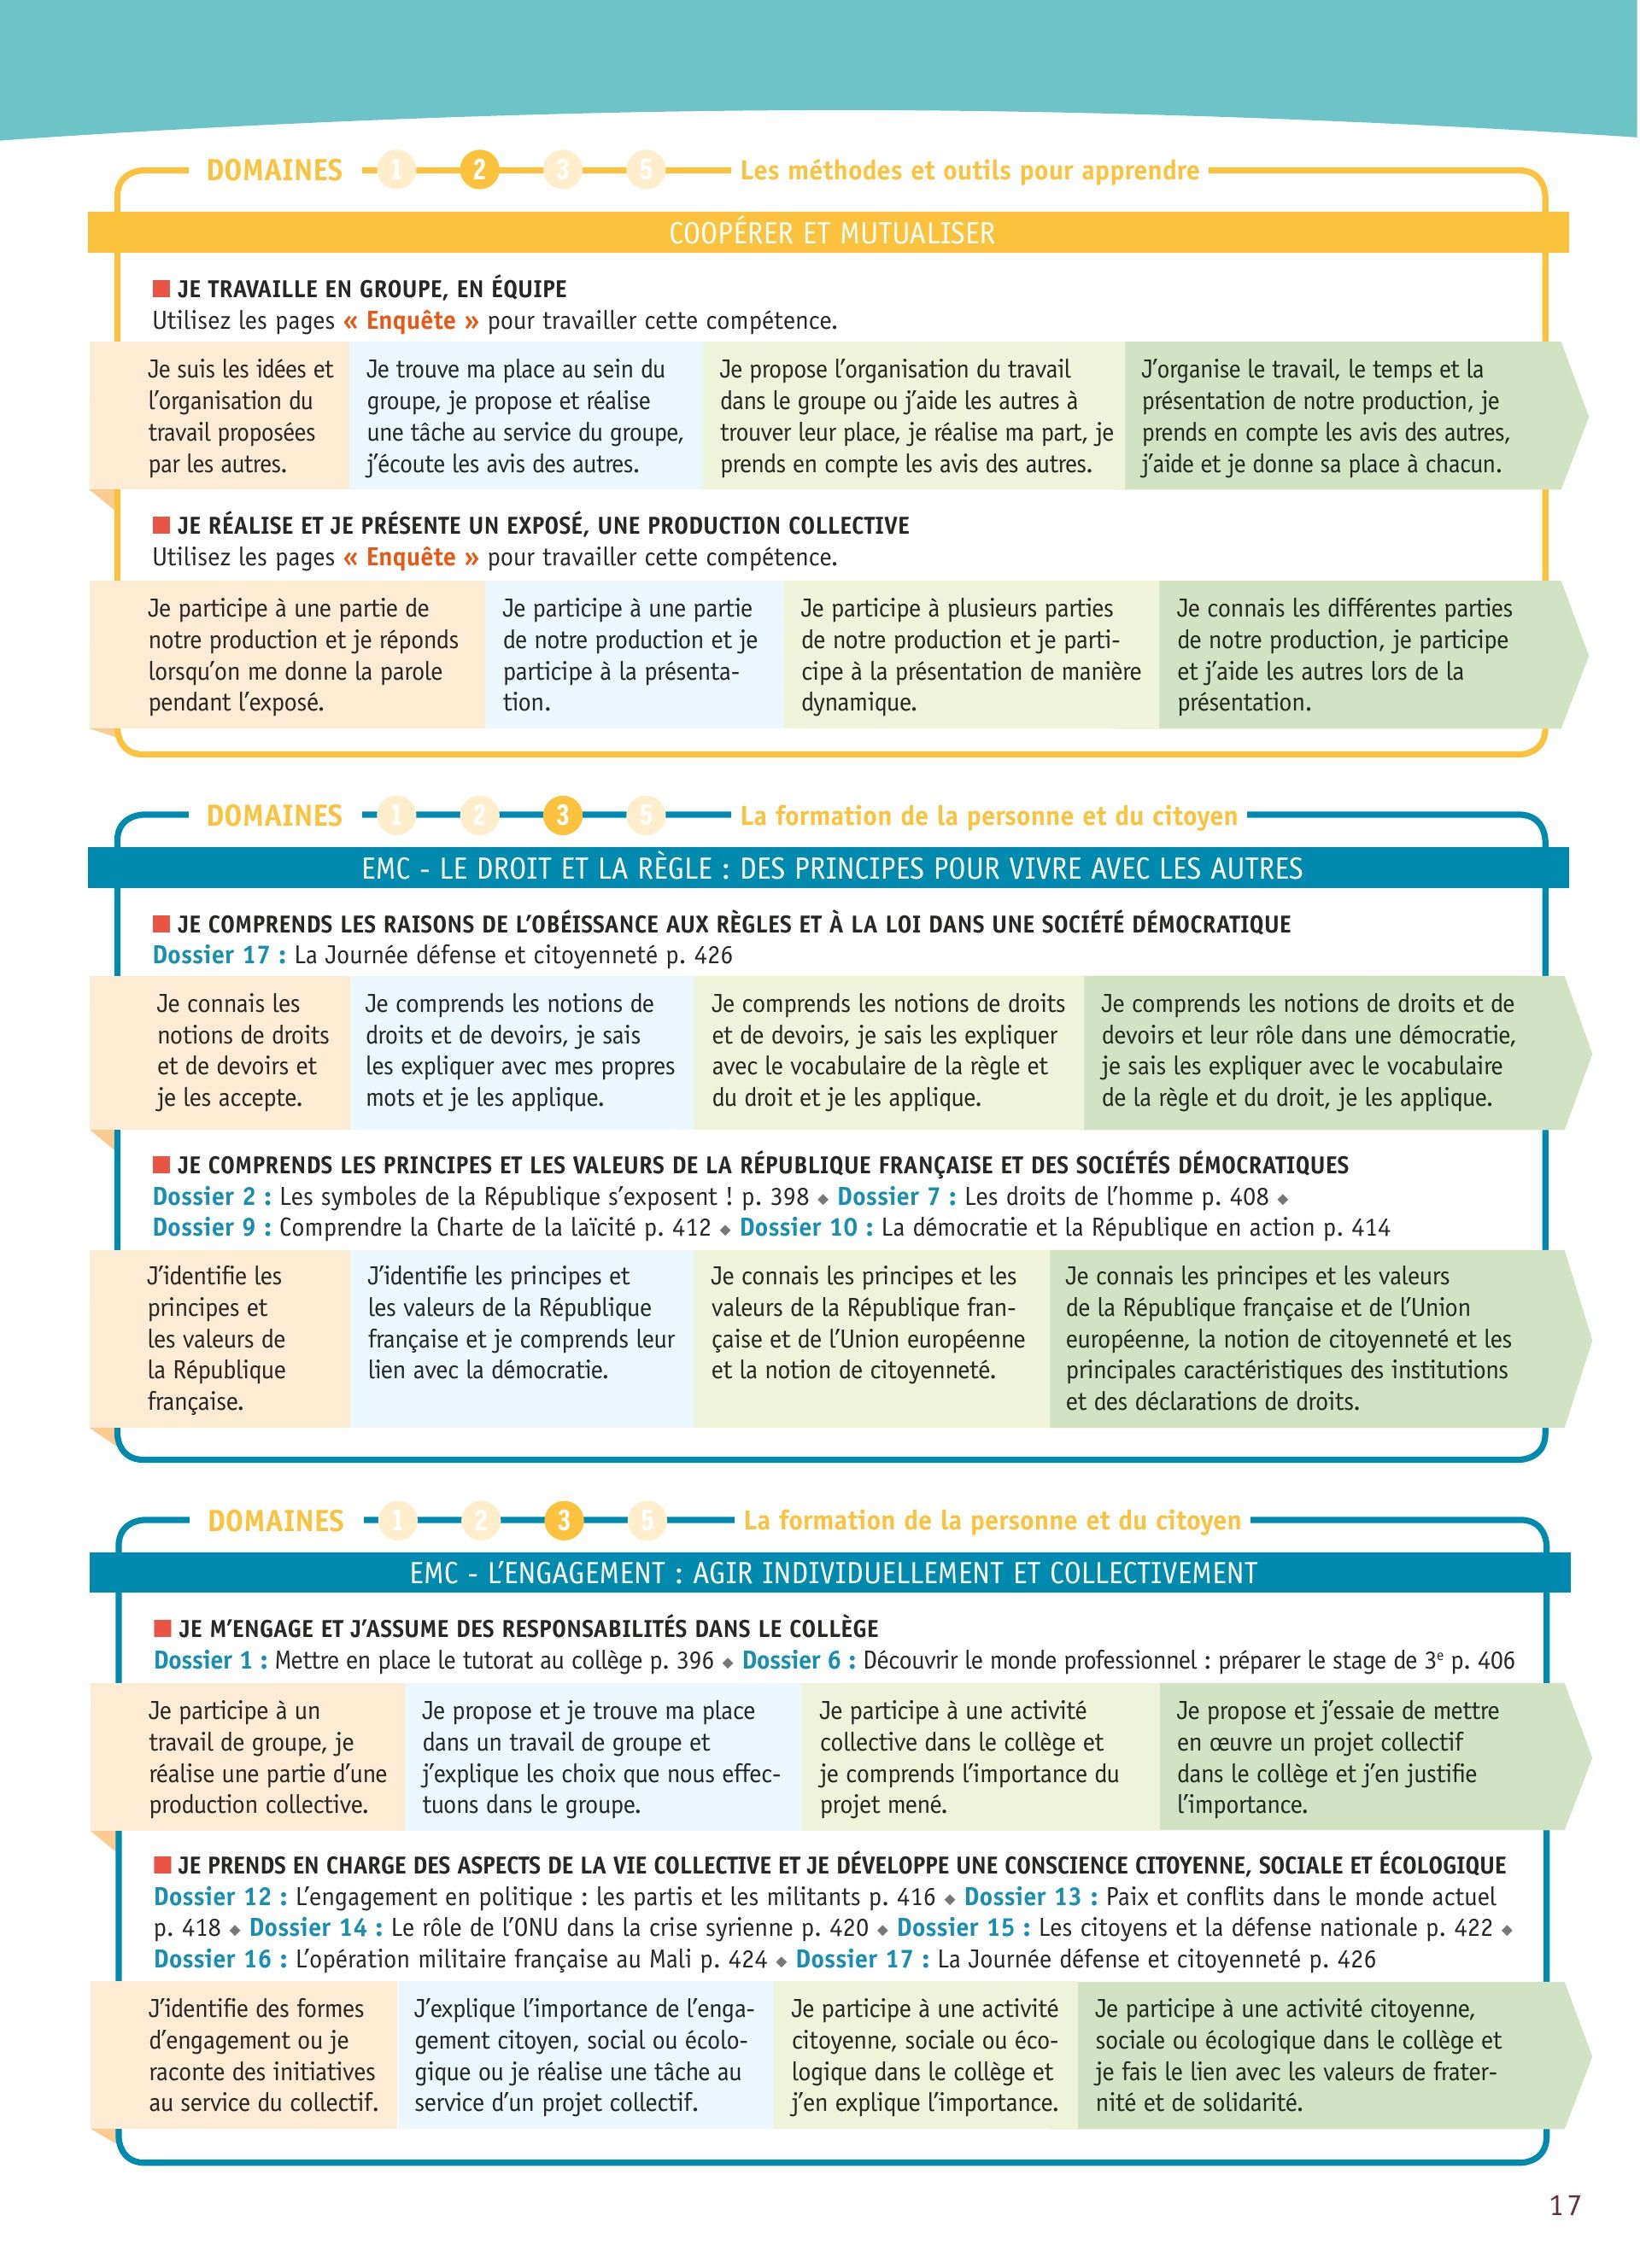 DOMAINES 1 2 3 5 Les méthodes et outils pour apprendre
COOPÉRER ET MUTUALISER
■ JE TRAVAILLE EN GROUPE, EN ÉQUIPE
Utilisez les pages « Enquête » pour travailler cette compétence.
Je suis les idées et
l’organisation du
travail proposées
par les autres.
Je trouve ma place au sein du
groupe, je propose et réalise
une tâche au service du groupe,
j’écoute les avis des autres.
Je propose l’organisation du travail
dans le groupe ou j’aide les autres à
trouver leur place, je réalise ma part, je
prends en compte les avis des autres.
J’organise le travail, le temps et la
présentation de notre production, je
prends en compte les avis des autres,
j’aide et je donne sa place à chacun.
■ JE RÉALISE ET JE PRÉSENTE UN EXPOSÉ, UNE PRODUCTION COLLECTIVE
Utilisez les pages « Enquête » pour travailler cette compétence.
Je participe à une partie de
notre production et je réponds
lorsqu’on me donne la parole
pendant l’exposé.
Je participe à une partie
de notre production et je
participe à la présenta-
tion.
Je participe à plusieurs parties
de notre production et je parti-
cipe à la présentation de manière
dynamique.
Je connais les différentes parties
de notre production, je participe
et j’aide les autres lors de la
présentation.
DOMAINES 1 2 3 5 La formation de la personne et du citoyen
EMC - LE DROIT ET LA RÈGLE : DES PRINCIPES POUR VIVRE AVEC LES AUTRES
■ JE COMPRENDS LES RAISONS DE L’OBÉISSANCE AUX RÈGLES ET À LA LOI DANS UNE SOCIÉTÉ DÉMOCRATIQUE
Dossier 17 : La Journée défense et citoyenneté p. 426
Je connais les
notions de droits
et de devoirs et
je les accepte.
Je comprends les notions de
droits et de devoirs, je sais
les expliquer avec mes propres
mots et je les applique.
Je comprends les notions de droits
et de devoirs, je sais les expliquer
avec le vocabulaire de la règle et
du droit et je les applique.
Je comprends les notions de droits et de
devoirs et leur rôle dans une démocratie,
je sais les expliquer avec le vocabulaire
de la règle et du droit, je les applique.
■ JE COMPRENDS LES PRINCIPES ET LES VALEURS DE LA RÉPUBLIQUE FRANÇAISE ET DES SOCIÉTÉS DÉMOCRATIQUES
Dossier 2 : Les symboles de la République s’exposent ! p. 398 ◆ Dossier 7 : Les droits de l’homme p. 408 ◆
Dossier 9 : Comprendre la Charte de la laïcité p. 412 ◆ Dossier 10 : La démocratie et la République en action p. 414
J’identifie les
principes et
les valeurs de
la République
française.
J’identifie les principes et
les valeurs de la République
française et je comprends leur
lien avec la démocratie.
Je connais les principes et les
valeurs de la République fran-
çaise et de l’Union européenne
et la notion de citoyenneté.
Je connais les principes et les valeurs
de la République française et de l’Union
européenne, la notion de citoyenneté et les
principales caractéristiques des institutions
et des déclarations de droits.
DOMAINES 1 2 3 5 La formation de la personne et du citoyen
EMC - L’ENGAGEMENT : AGIR INDIVIDUELLEMENT ET COLLECTIVEMENT
■ JE M’ENGAGE ET J’ASSUME DES RESPONSABILITÉS DANS LE COLLÈGE
Dossier 1 : Mettre en place le tutorat au collège p. 396 ◆ Dossier 6 : Découvrir le monde professionnel : préparer le stage de 3e p. 406
Je participe à un
travail de groupe, je
réalise une partie d’une
production collective.
Je propose et je trouve ma place
dans un travail de groupe et
j’explique les choix que nous effec-
tuons dans le groupe.
Je participe à une activité
collective dans le collège et
je comprends l’importance du
projet mené.
Je propose et j’essaie de mettre
en œuvre un projet collectif
dans le collège et j’en justifie
l’importance.
■ JE PRENDS EN CHARGE DES ASPECTS DE LA VIE COLLECTIVE ET JE DÉVELOPPE UNE CONSCIENCE CITOYENNE, SOCIALE ET ÉCOLOGIQUE
Dossier 12 : L’engagement en politique : les partis et les militants p. 416 ◆ Dossier 13 : Paix et conflits dans le monde actuel
p. 418 ◆ Dossier 14 : Le rôle de l’ONU dans la crise syrienne p. 420 ◆ Dossier 15 : Les citoyens et la défense nationale p. 422 ◆
Dossier 16 : L’opération militaire française au Mali p. 424 ◆ Dossier 17 : La Journée défense et citoyenneté p. 426
J’identifie des formes
d’engagement ou je
raconte des initiatives
au service du collectif.
J’explique l’importance de l’enga-
gement citoyen, social ou écolo-
gique ou je réalise une tâche au
service d’un projet collectif.
Je participe à une activité
citoyenne, sociale ou éco-
logique dans le collège et
j’en explique l’importance.
Je participe à une activité citoyenne,
sociale ou écologique dans le collège et
je fais le lien avec les valeurs de frater-
nité et de solidarité.
17